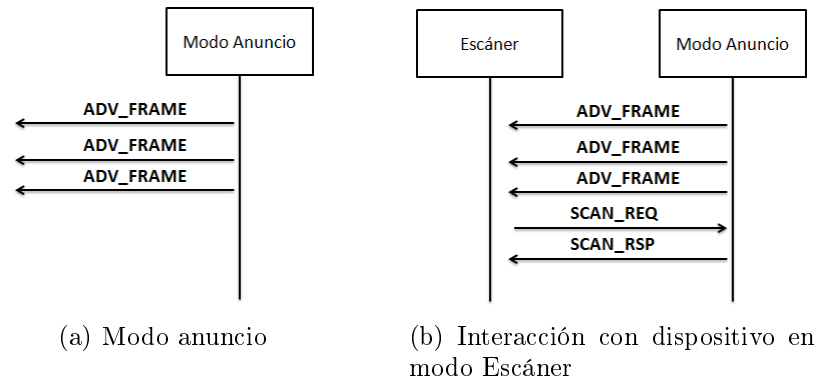 Modo Anuncio
ADV_FRAME
ADV_FRAME
ADV_FRAME
(a) Modo anuncio
Escáner
Modo Anuncio
ADV_FRAME
ADV_FRAME
ADV_FRAME
SCAN_REQ
SCAN_RSP
(b) Interacción con dispositivo en
modo Escáner